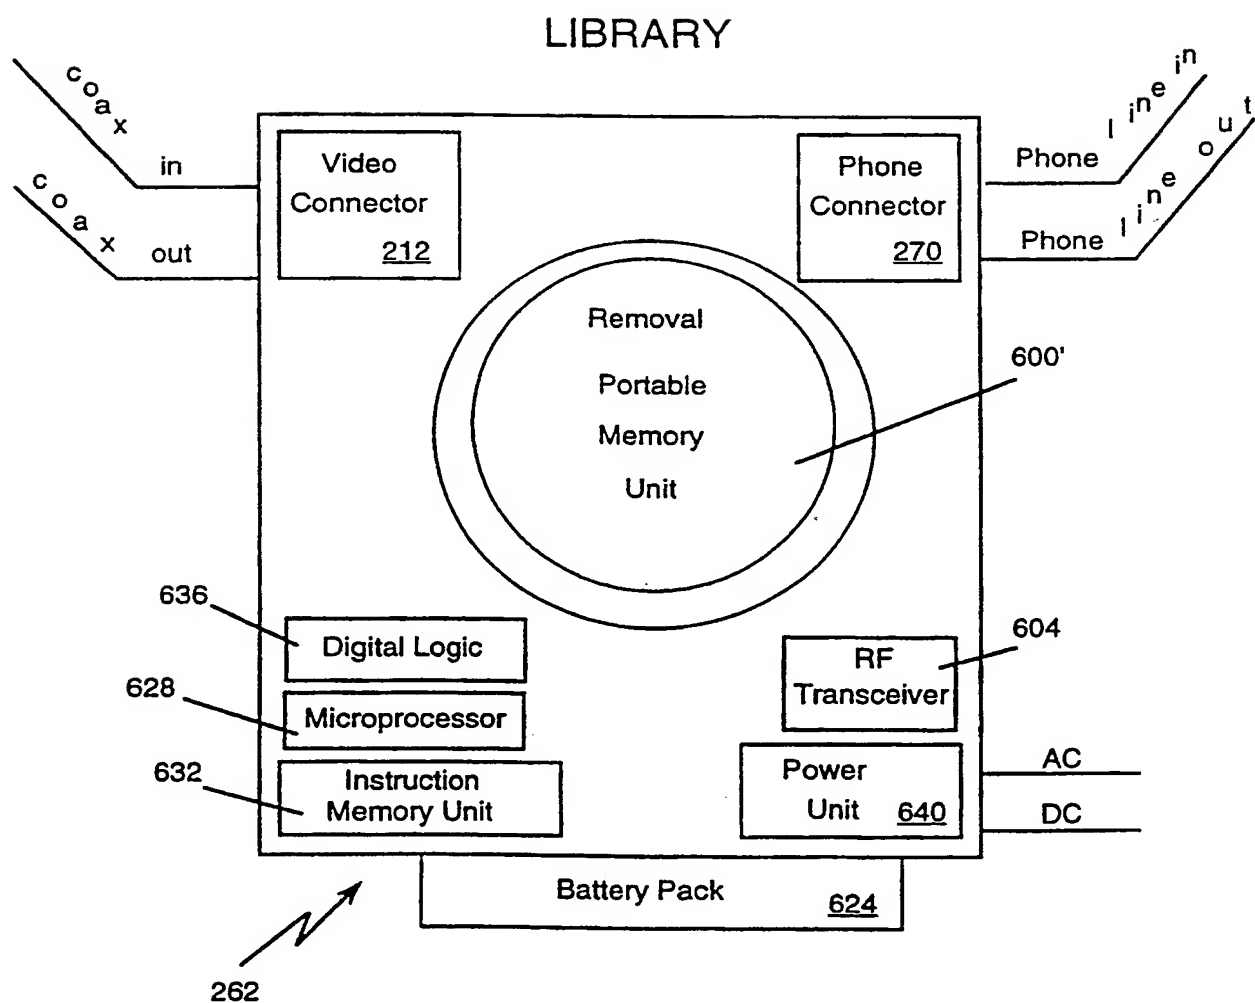 LIBRARY
coax in
coax out
Video
Connector
212
Phone
Connector
270
Phone line in
Phone line out
Removal
Portable
Memory
Unit
600'
636
Digital Logic
628
Microprocessor
632
Instruction
Memory Unit
604
RF
Transceiver
Power
Unit 640
AC
DC
Battery Pack 624
262